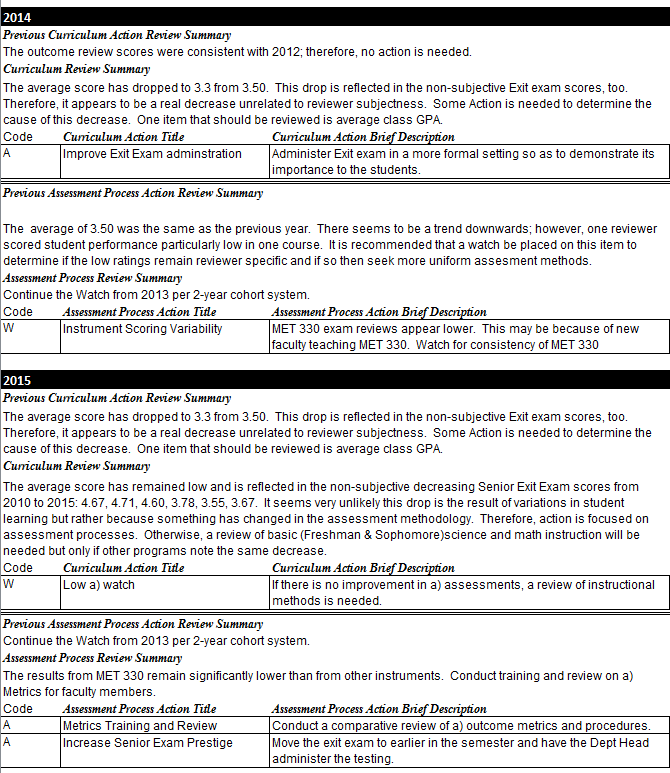 2014
Previous Curriculum Action Review Summary
The outcome review scores were consistent with 2012; therefore, no action is needed.
Curriculum Review Summary
The average score has dropped to 3.3 from 3.50. This drop is reflected in the non-subjective Exit exam scores, too.
Therefore, it appears to be a real decrease unrelated to reviewer subjectness. Some Action is needed to determine the
cause of this decrease. One item that should be reviewed is average class GPA.
Code Curriculum Action Title Curriculum Action Brief Description
A Improve Exit Exam adminstration Administer Exit exam in a more formal setting so as to demonstrate its
importance to the students.
Previous Assessment Process Action Review Summary
The average of 3.50 was the same as the previous year. There seems to be a trend downwards; however, one reviewer
scored student performance particularly low in one course. It is recommended that a watch be placed on this item to
determine if the low ratings remain reviewer specific and if so then seek more uniform assesment methods.
Assessment Process Review Summary
Continue the Watch from 2013 per 2-year cohort system.
Code Assessment Process Action Title Assessment Process Action Brief Description
W Instrument Scoring Variability MET 330 exam reviews appear lower. This may be because of new
faculty teaching MET 330. Watch for consistency of MET 330
2015
Previous Curriculum Action Review Summary
The average score has dropped to 3.3 from 3.50. This drop is reflected in the non-subjective Exit exam scores, too.
Therefore, it appears to be a real decrease unrelated to reviewer subjectness. Some Action is needed to determine the
cause of this decrease. One item that should be reviewed is average class GPA.
Curriculum Review Summary
The average score has remained low and is reflected in the non-subjective decreasing Senior Exit Exam scores from
2010 to 2015: 4.67, 4.71, 4.60, 3.78, 3.55, 3.67. It seems very unlikely this drop is the result of variations in student
learning but rather because something has changed in the assessment methodology. Therefore, action is focused on
assessment processes. Otherwise, a review of basic (Freshman & Sophomore)science and math instruction will be
needed but only if other programs note the same decrease.
Code Curriculum Action Title Curriculum Action Brief Description
W Low a) watch If there is no improvement in a) assessments, a review of instructional
methods is needed.
Previous Assessment Process Action Review Summary
Continue the Watch from 2013 per 2-year cohort system.
Assessment Process Review Summary
The results from MET 330 remain significantly lower than from other instruments. Conduct training and review on a)
Metrics for faculty members.
Code Assessment Process Action Title Assessment Process Action Brief Description
A Metrics Training and Review Conduct a comparative review of a) outcome metrics and procedures.
A Increase Senior Exam Prestige Move the exit exam to earlier in the semester and have the Dept Head
administer the testing.